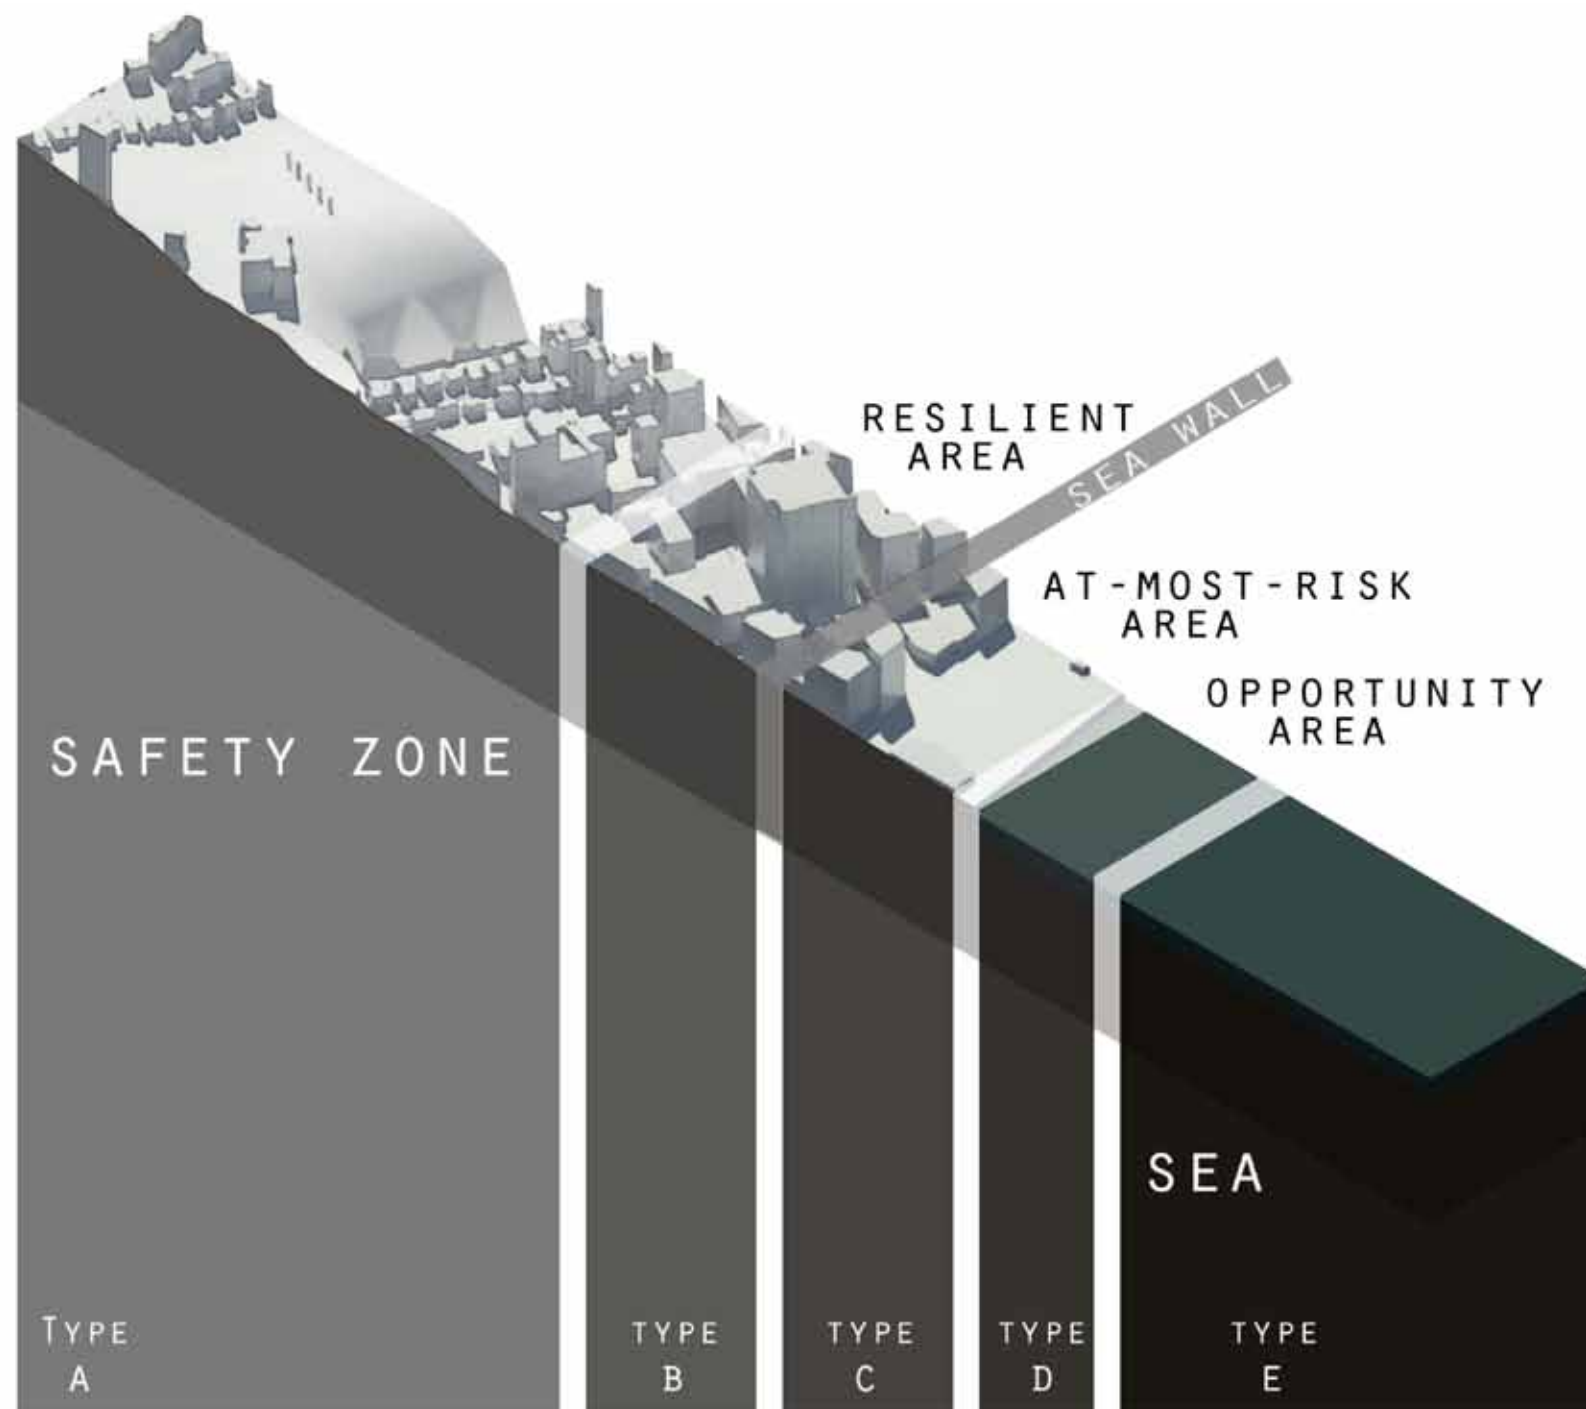 RESILIENT
AREA
SEA WALL
AT-MOST-RISK
AREA
OPPORTUNITY
AREA
SAFETY ZONE
SEA
TYPE
A
TYPE
B
TYPE
C
TYPE
D
TYPE
E